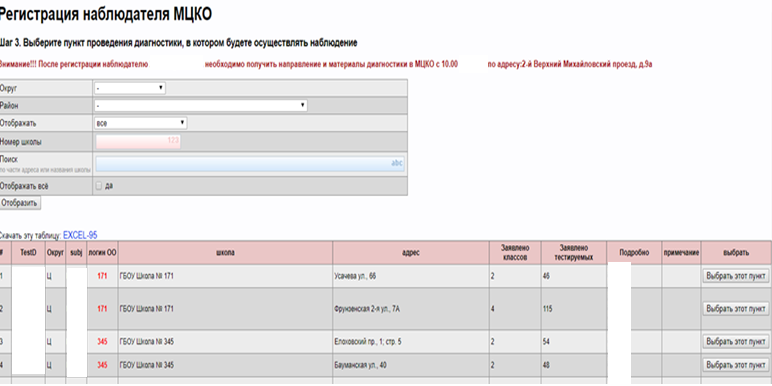 Регистрация наблюдателя МЦКО
Шаг 3. Выберите пункт проведения диагностики, в котором будете осуществлять наблюдение
Внимание!!! После регистрации наблюдателю необходимо получить направление и материалы диагностики в МЦКО с 10.00 по адресу:2-й Верхний Михайловский проезд, д.9а
Округ -
Район -
Отображать все
Номер школы 123
Поиск
по части адреса или названия школы abc
Отображать всё да
Отобразить
Скачать эту таблицу: EXCEL-95
# TestID Округ subj логин ОО школа адрес Заявлено классов Заявлено тестируемых Подробно примечание выбрать
1 Ц 171 ГБОУ Школа № 171 Усачева ул., 66 2 46 Выбрать этот пункт
2 Ц 171 ГБОУ Школа № 171 Фрунзенская 2-я ул., 7А 4 115 Выбрать этот пункт
3 Ц 345 ГБОУ Школа № 345 Елоховский пр., 1; стр. 5 2 54 Выбрать этот пункт
4 Ц 345 ГБОУ Школа № 345 Бауманская ул., 40 2 48 Выбрать этот пункт